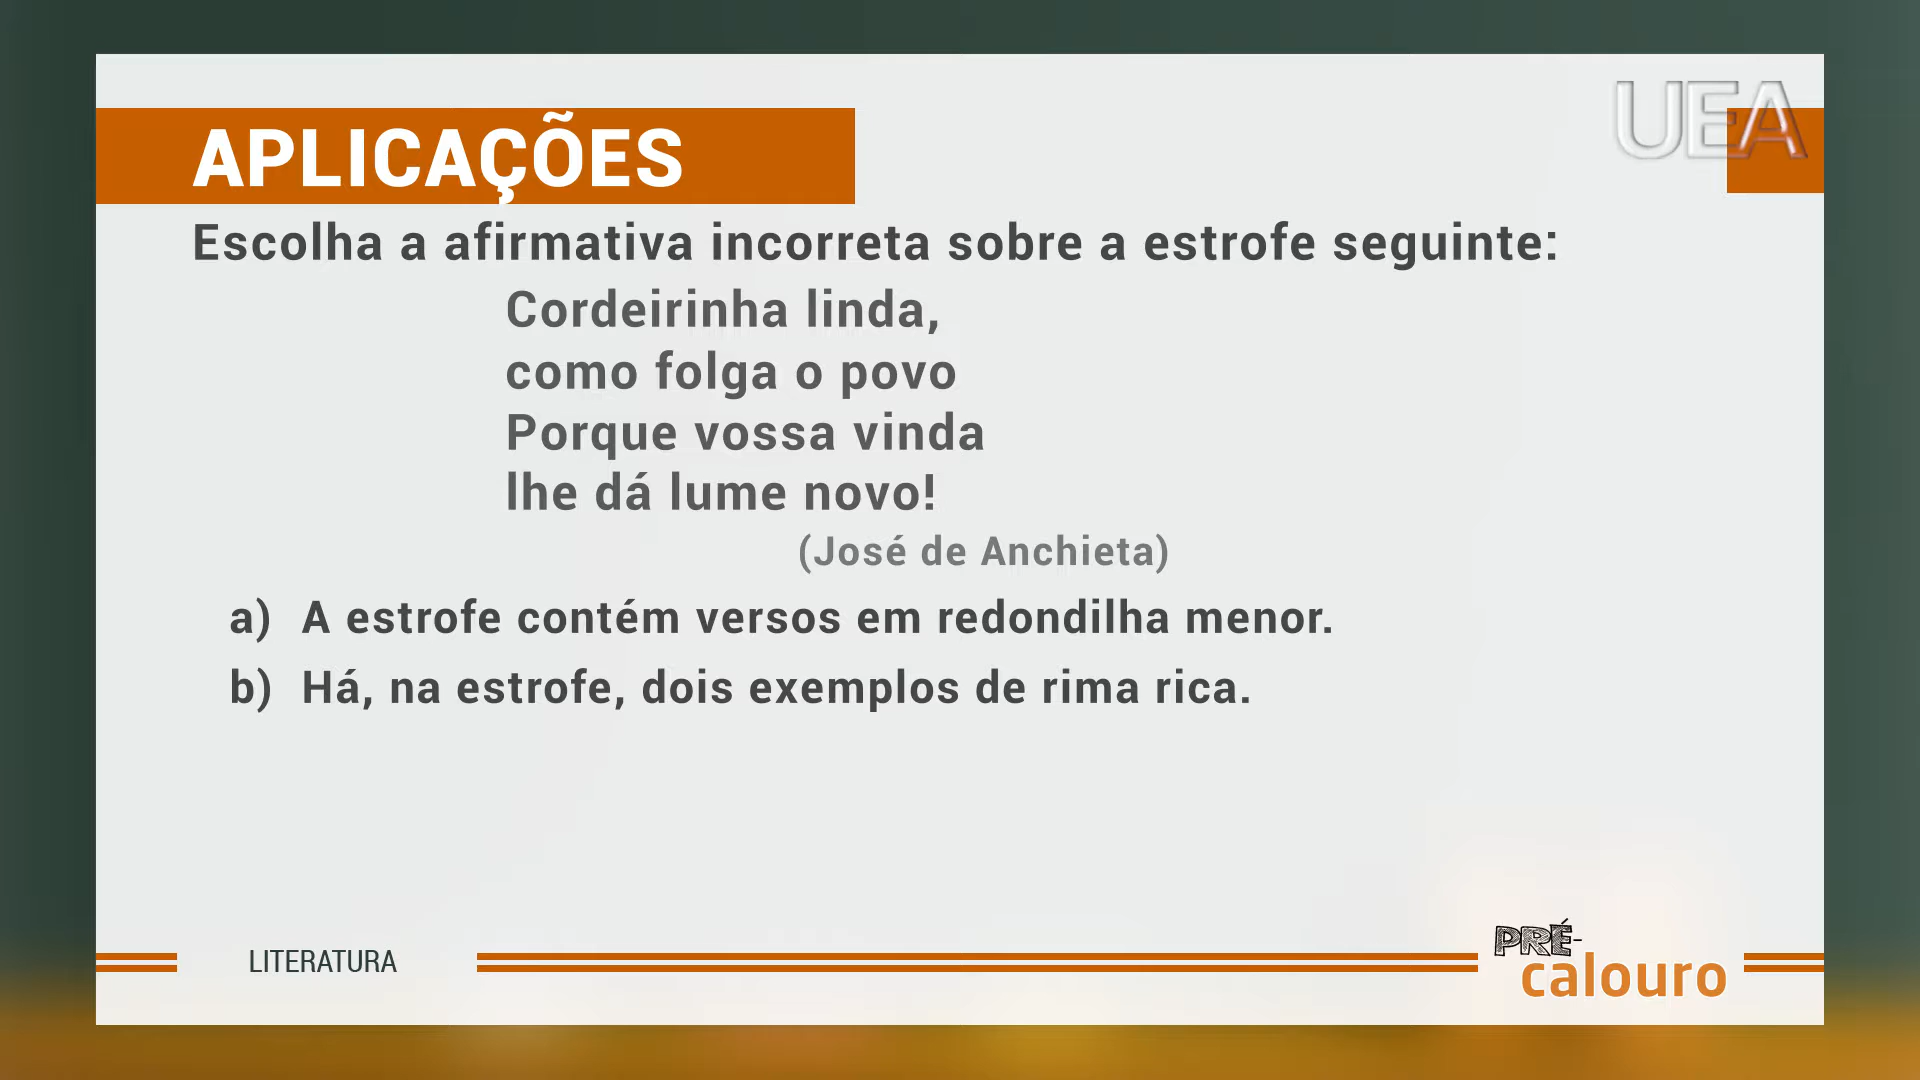 UEA
APLICAÇÕES
Escolha a afirmativa incorreta sobre a estrofe seguinte:
Cordeirinha linda,
como folga o povo
Porque vossa vinda
lhe dá lume novo!
(José de Anchieta)
a) A estrofe contém versos em redondilha menor.
b) Há, na estrofe, dois exemplos de rima rica.
LITERATURA
PRÉ-
calouro